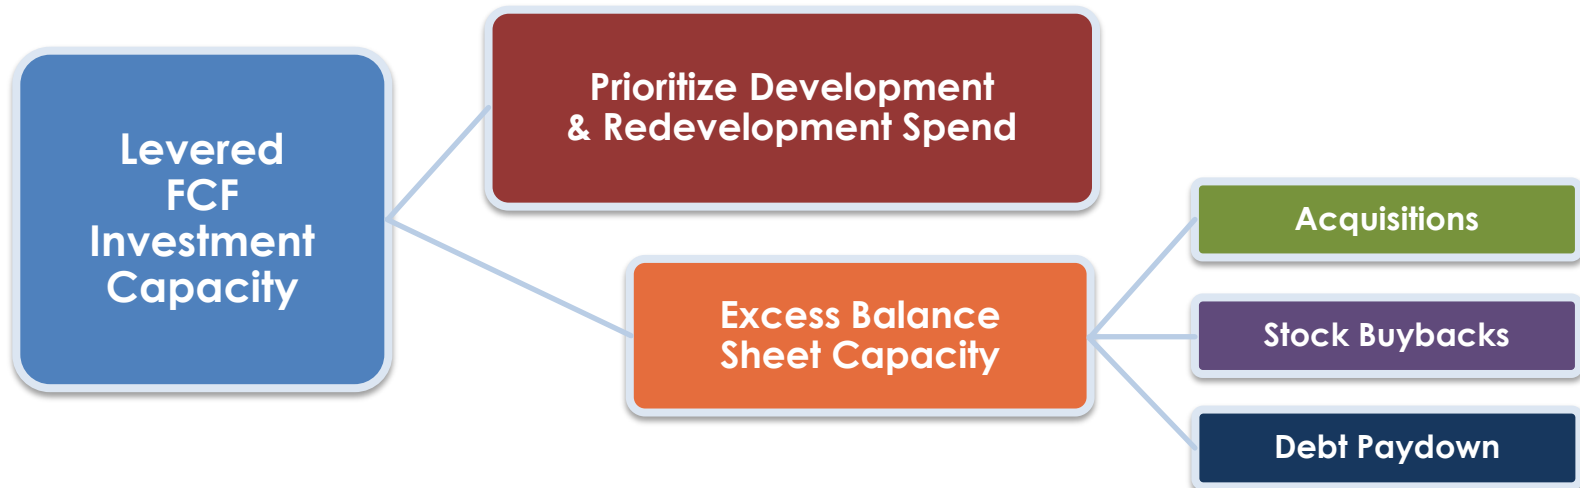 Levered
FCF
Investment
Capacity
Prioritize Development
& Redevelopment Spend
Excess Balance
Sheet Capacity
Acquisitions
Stock Buybacks
Debt Paydown